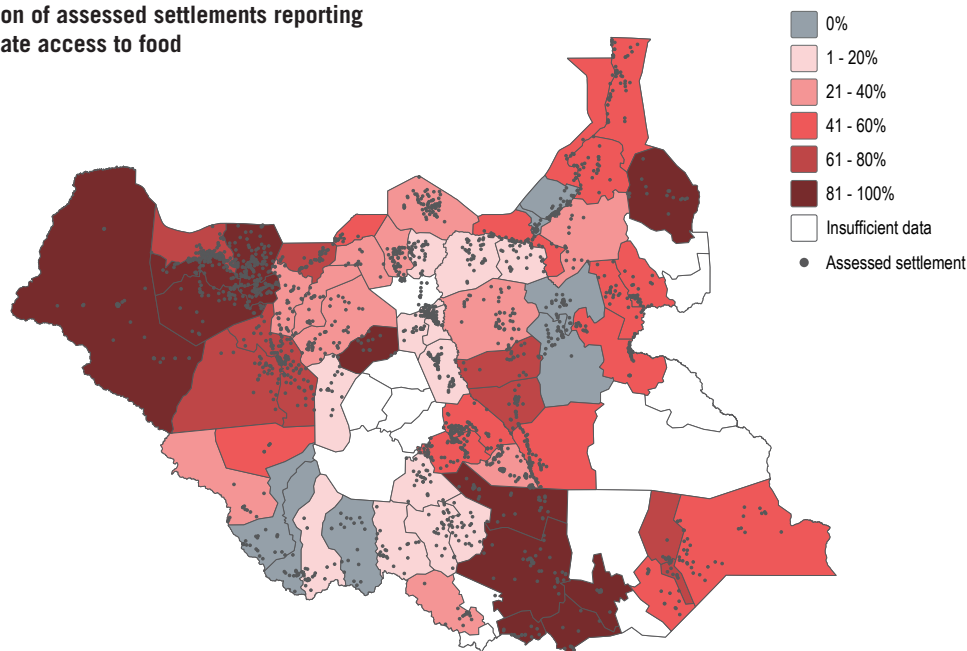 on of assessed settlements reporting
ate access to food
0%
1 - 20%
21 - 40%
41 - 60%
61 - 80%
81 - 100%
Insufficient data
Assessed settlement